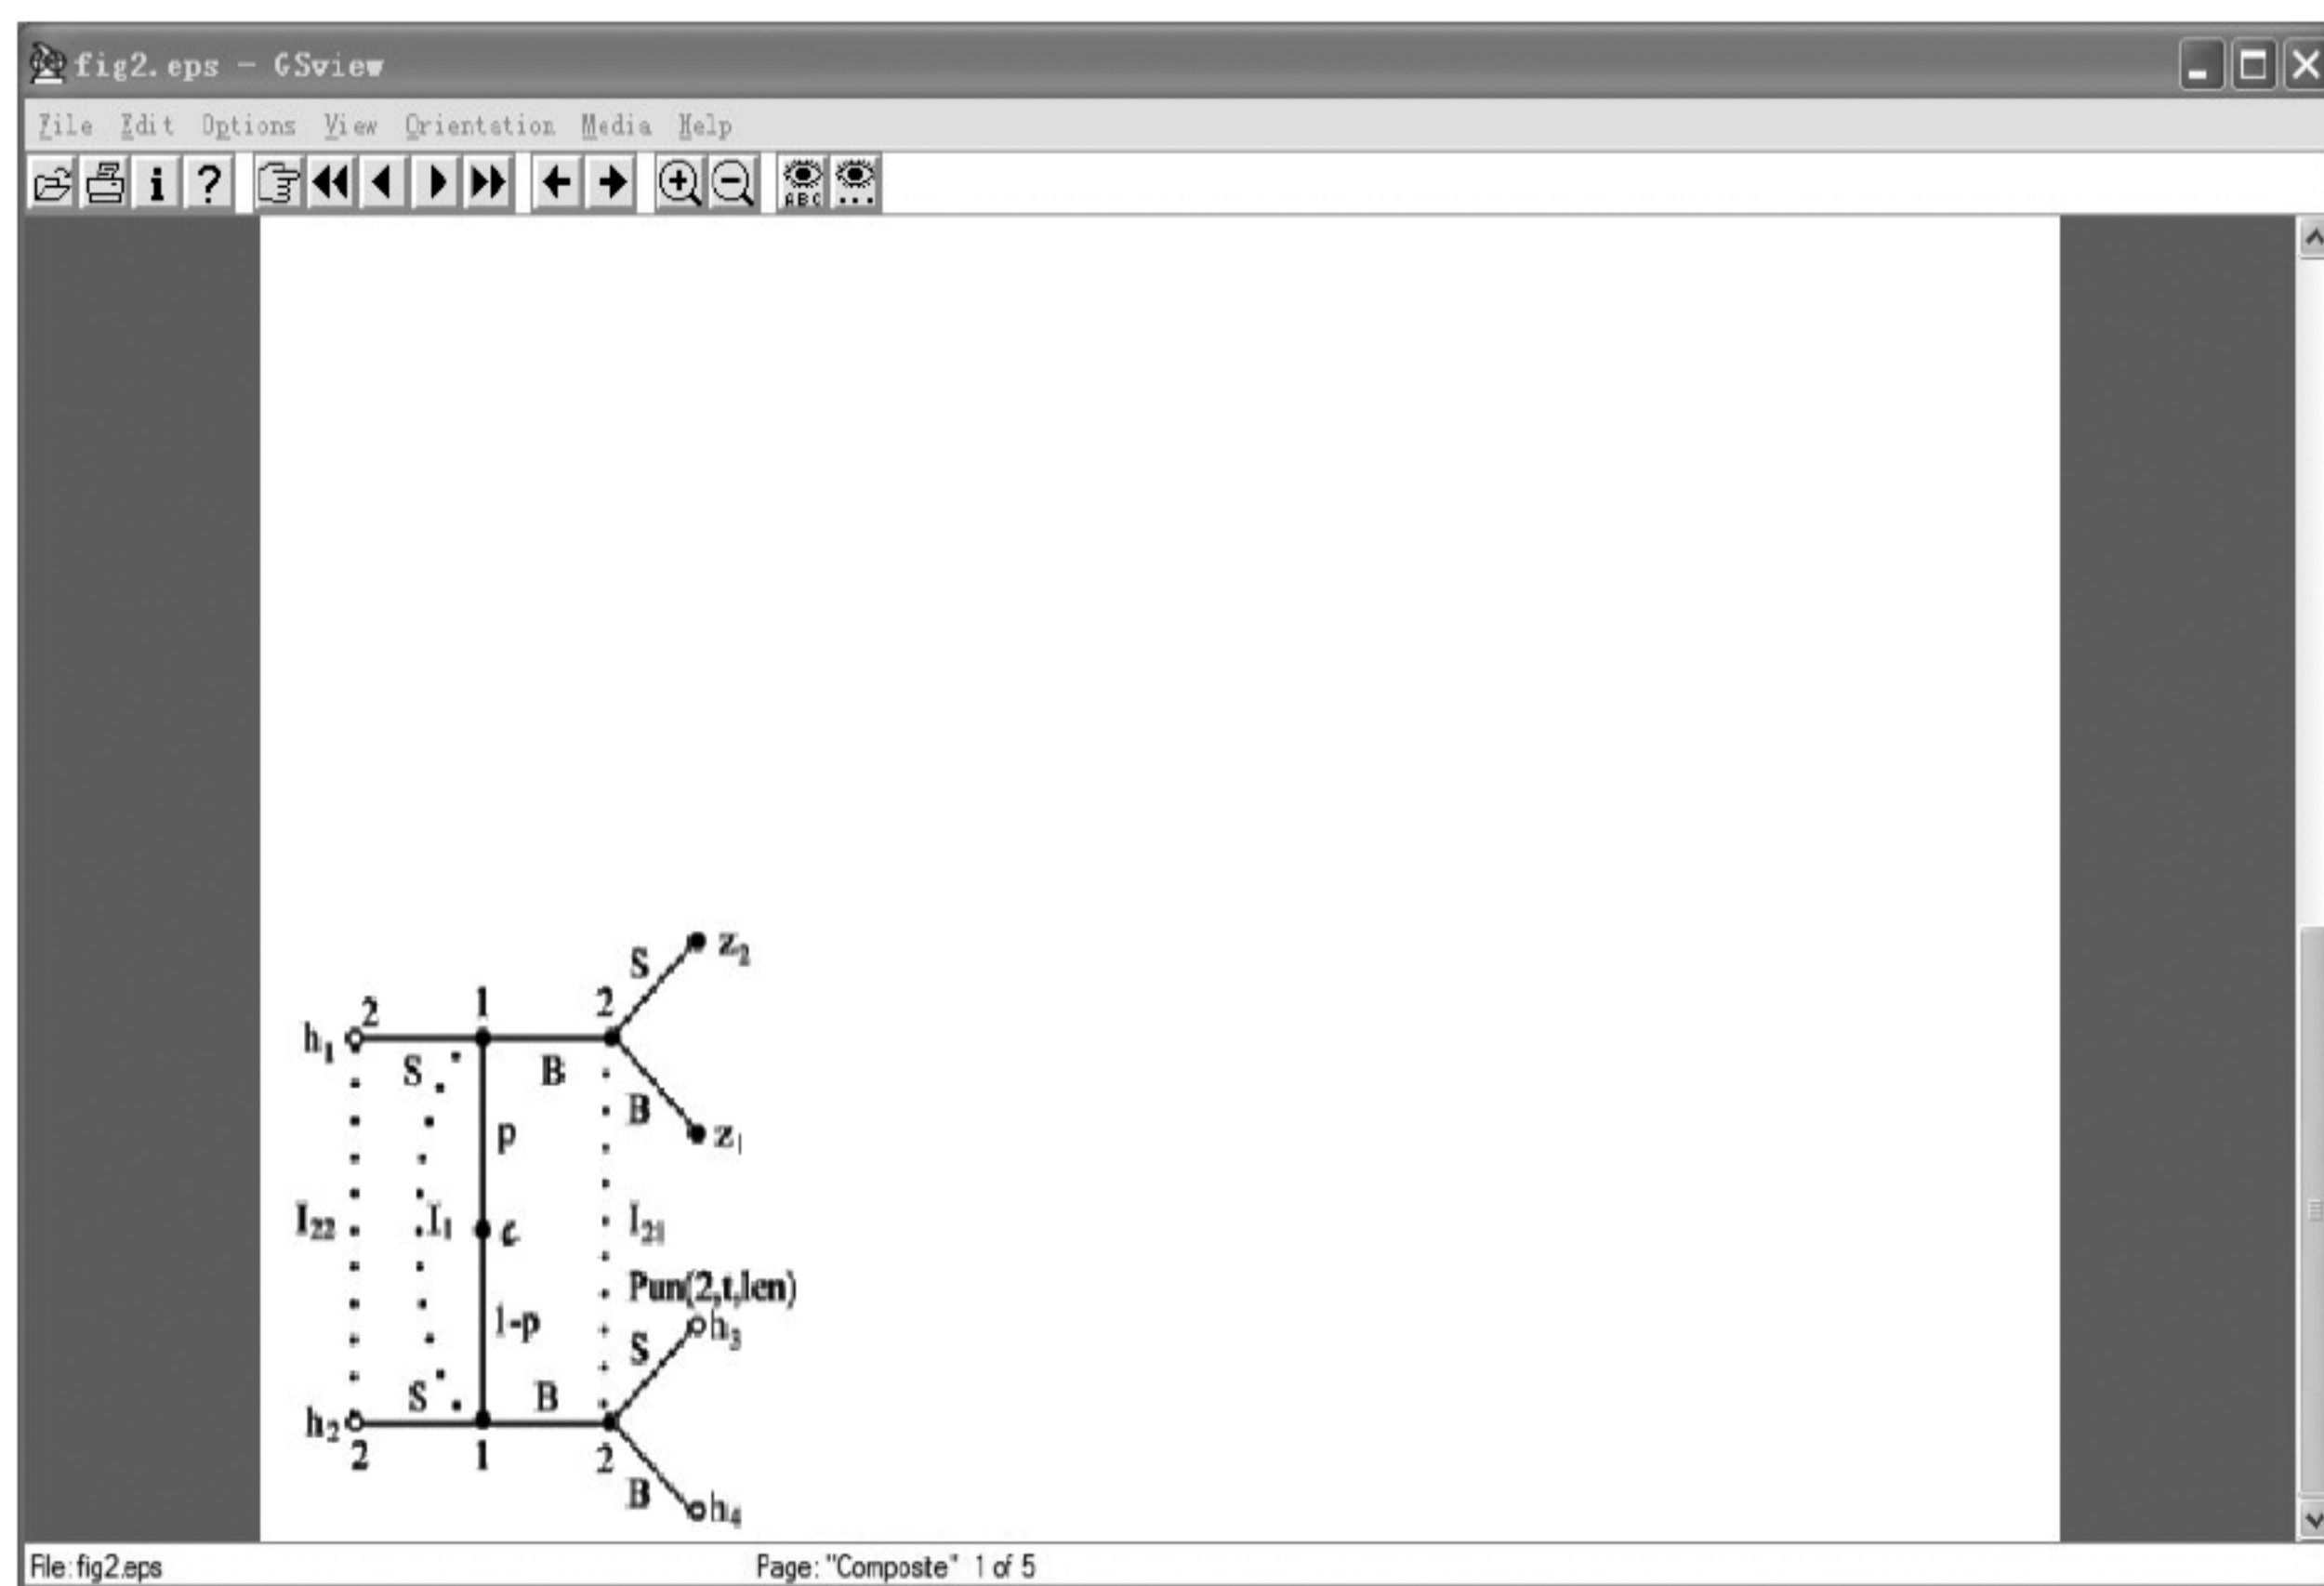 fig2.eps - GSview
File Edit Options View Orientation Media Help
ABC
S z₂
2 1 2
h₁
S B B z₁
p
I₂₂ I₁ c I₂₁
Pun(2,t,len)
1-p S h₃
S B
h₂
2 1 2
B h₄
File: fig2.eps Page: "Composite" 1 of 5